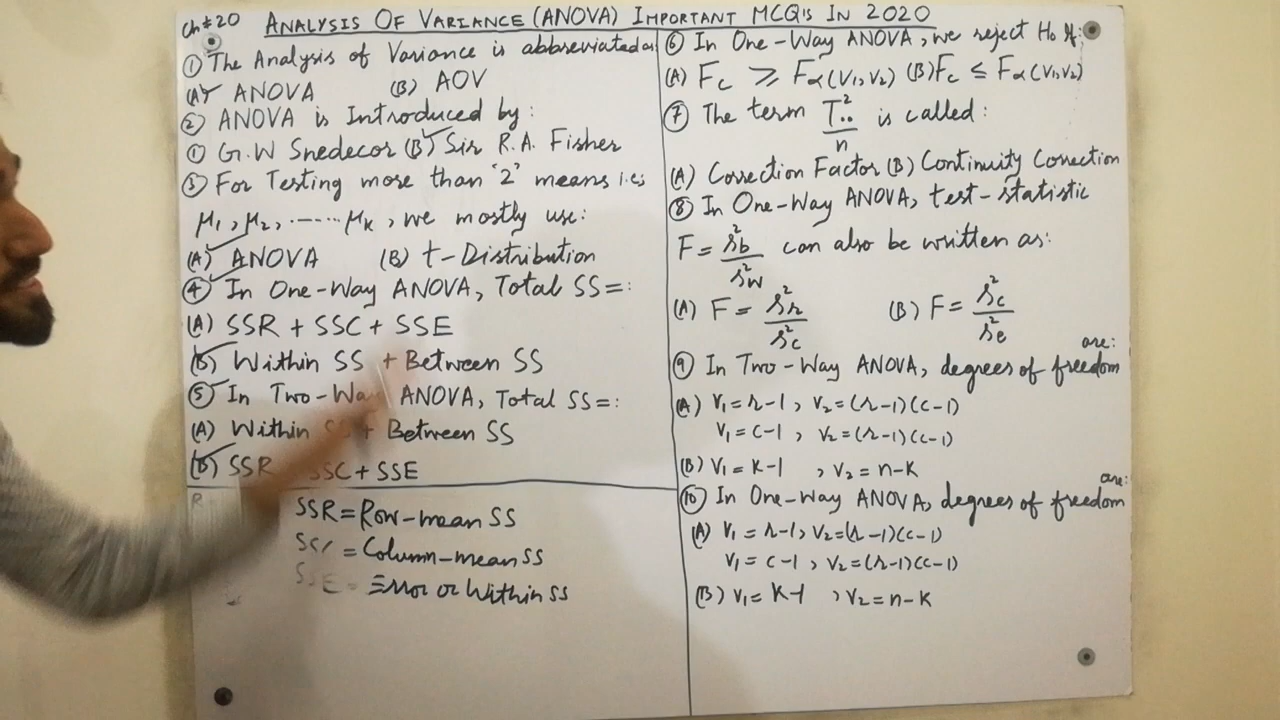 Ch#20 ANALYSIS OF VARIANCE (ANOVA) IMPORTANT MCQ'S IN 2020
① The Analysis of Variance is abbreviated as
(A) ANOVA (B) AOV
② ANOVA is Introduced by:
① G.W Snedecor (B) Sir R.A. Fisher
③ For Testing more than '2' means i.e;
μ₁, μ₂, ...... μₖ, we mostly use:
(A) ANOVA (B) t-Distribution
④ In One-Way ANOVA, Total SS=:
(A) SSR + SSC + SSE
(B) Within SS + Between SS
⑤ In Two-Way ANOVA, Total SS=:
(A) Within + Between SS
(B) SSR SSC + SSE
SSR = Row-mean SS
= Column-mean SS
SSE = Error or Within SS
⑥ In One-Way ANOVA, we reject H₀ if:
(A) Fc ⩾ Fα(V₁,V₂) (B) Fc ≤ Fα(V₁,V₂)
⑦ The term T..²/n is called:
(A) Correction Factor (B) Continuity Correction
⑧ In One-Way ANOVA, test-statistic
F = s²b/s²w can also be written as:
(A) F = s²r/s²c (B) F = s²c/s²e
⑨ In Two-Way ANOVA, degrees of freedom are:
(A) V₁ = r-1, V₂ = (r-1)(c-1)
V₁ = c-1, V₂ = (r-1)(c-1)
(B) V₁ = k-1, V₂ = n-k
⑩ In One-Way ANOVA, degrees of freedom are:
(A) V₁ = r-1, V₂ = (r-1)(c-1)
V₁ = c-1, V₂ = (r-1)(c-1)
(B) V₁ = k-1, V₂ = n-k